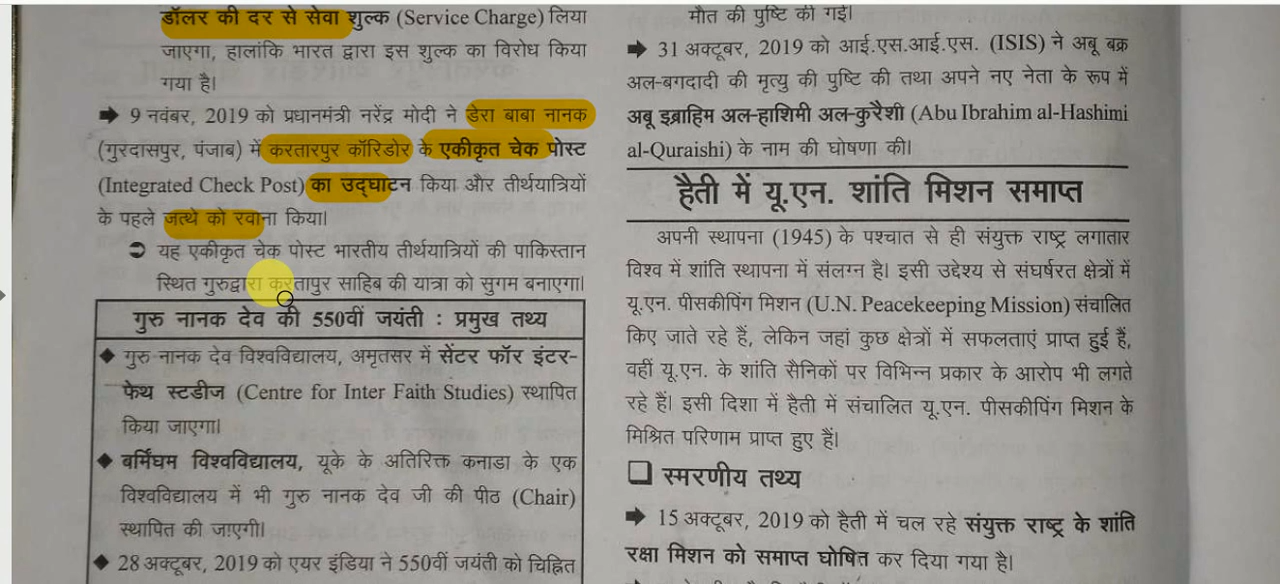 डॉलर की दर से सेवा शुल्क (Service Charge) लिया
जाएगा, हालांकि भारत द्वारा इस शुल्क का विरोध किया
गया है।
➡ 9 नवंबर, 2019 को प्रधानमंत्री नरेंद्र मोदी ने डेरा बाबा नानक
(गुरदासपुर, पंजाब) में करतारपुर कॉरिडोर के एकीकृत चेक पोस्ट
(Integrated Check Post) का उद्घाटन किया और तीर्थयात्रियों
के पहले जत्थे को रवाना किया।
➲ यह एकीकृत चेक पोस्ट भारतीय तीर्थयात्रियों की पाकिस्तान
स्थित गुरुद्वारा करतापुर साहिब की यात्रा को सुगम बनाएगा।
गुरु नानक देव की 550वीं जयंती : प्रमुख तथ्य
◆ गुरु नानक देव विश्वविद्यालय, अमृतसर में सेंटर फॉर इंटर-
फेथ स्टडीज (Centre for Inter Faith Studies) स्थापित
किया जाएगा।
◆ बर्मिंघम विश्वविद्यालय, यूके के अतिरिक्त कनाडा के एक
विश्वविद्यालय में भी गुरु नानक देव जी की पीठ (Chair)
स्थापित की जाएगी।
◆ 28 अक्टूबर, 2019 को एयर इंडिया ने 550वीं जयंती को चिह्नित
मौत की पुष्टि की गई।
➡ 31 अक्टूबर, 2019 को आई.एस.आई.एस. (ISIS) ने अबू बक्र
अल-बगदादी की मृत्यु की पुष्टि की तथा अपने नए नेता के रूप में
अबू इब्राहिम अल-हाशिमी अल-कुरैशी (Abu Ibrahim al-Hashimi
al-Quraishi) के नाम की घोषणा की।
हैती में यू.एन. शांति मिशन समाप्त
अपनी स्थापना (1945) के पश्चात से ही संयुक्त राष्ट्र लगातार
विश्व में शांति स्थापना में संलग्न है। इसी उद्देश्य से संघर्षरत क्षेत्रों में
यू.एन. पीसकीपिंग मिशन (U.N. Peacekeeping Mission) संचालित
किए जाते रहे हैं, लेकिन जहां कुछ क्षेत्रों में सफलताएं प्राप्त हुई हैं,
वहीं यू.एन. के शांति सैनिकों पर विभिन्न प्रकार के आरोप भी लगते
रहे हैं। इसी दिशा में हैती में संचालित यू.एन. पीसकीपिंग मिशन के
मिश्रित परिणाम प्राप्त हुए हैं।
❑ स्मरणीय तथ्य
➡ 15 अक्टूबर, 2019 को हैती में चल रहे संयुक्त राष्ट्र के शांति
रक्षा मिशन को समाप्त घोषित कर दिया गया है।